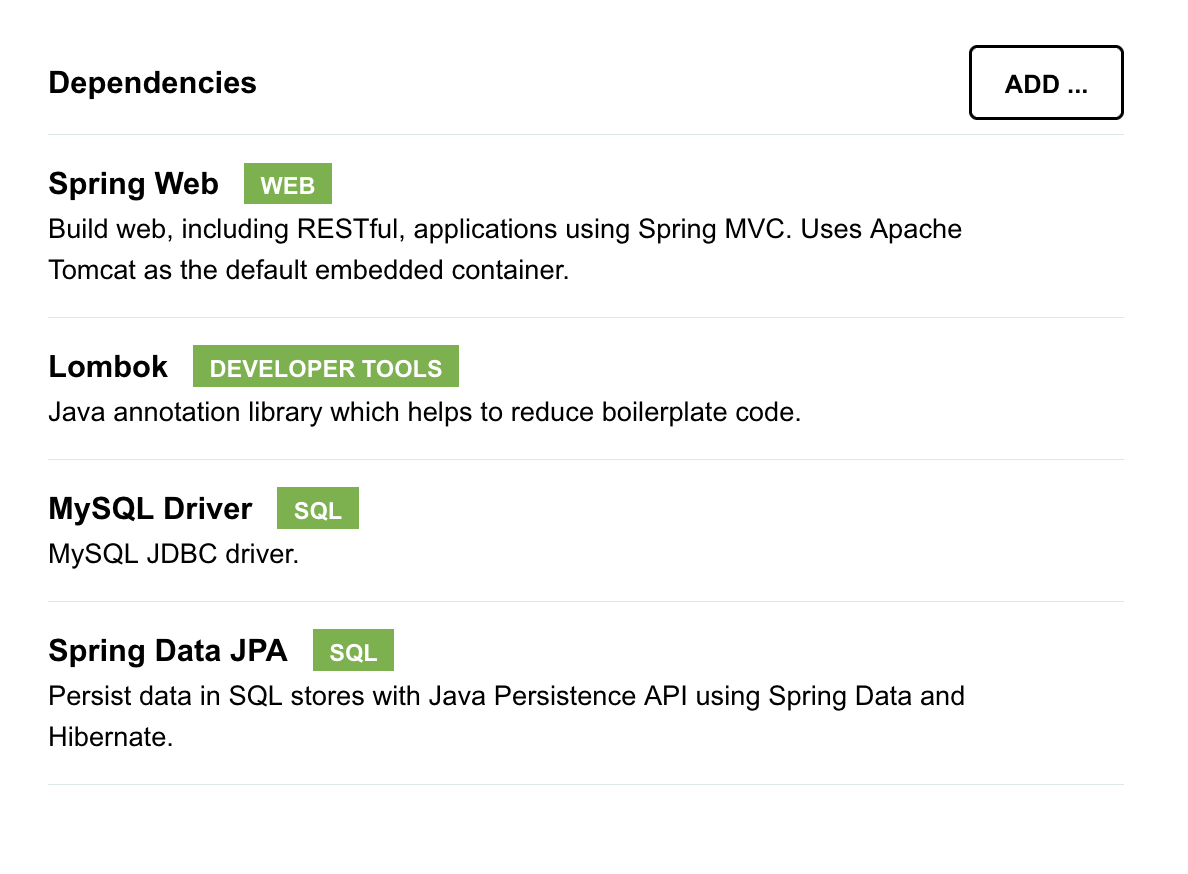 Dependencies
ADD ...
Spring Web WEB
Build web, including RESTful, applications using Spring MVC. Uses Apache
Tomcat as the default embedded container.
Lombok DEVELOPER TOOLS
Java annotation library which helps to reduce boilerplate code.
MySQL Driver SQL
MySQL JDBC driver.
Spring Data JPA SQL
Persist data in SQL stores with Java Persistence API using Spring Data and
Hibernate.